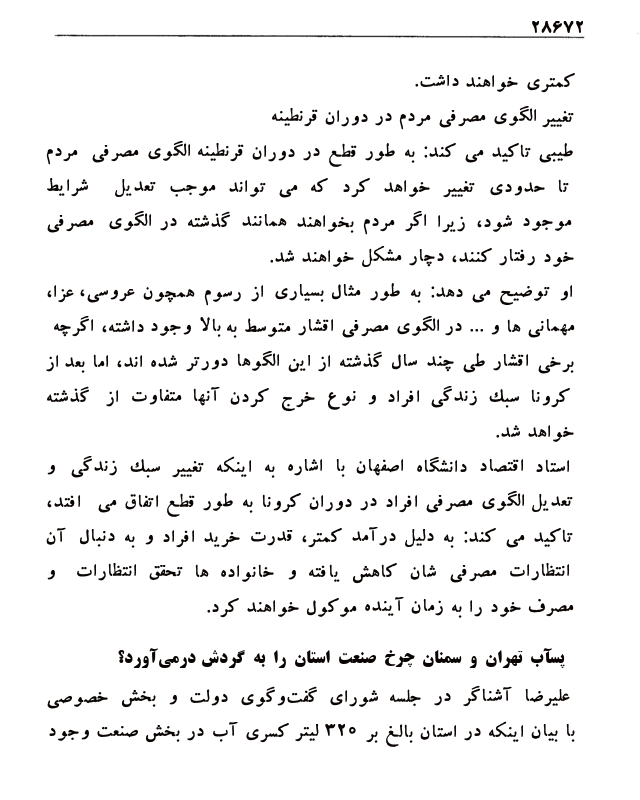 ۲۸۶۷۲
کمتری خواهند داشت.
تغییر الگوی مصرفی مردم در دوران قرنطینه
طیبی تاکید می کند: به طور قطع در دوران قرنطینه الگوی مصرفی مردم
تا حدودی تغییر خواهد کرد که می تواند موجب تعدیل شرایط
موجود شود، زیرا اگر مردم بخواهند همانند گذشته در الگوی مصرفی
خود رفتار کنند، دچار مشکل خواهند شد.
او توضیح می دهد: به طور مثال بسیاری از رسوم همچون عروسی، عزا،
مهمانی ها و ... در الگوی مصرفی اقشار متوسط به بالا وجود داشته، اگرچه
برخی اقشار طی چند سال گذشته از این الگوها دورتر شده اند، اما بعد از
کرونا سبك زندگی افراد و نوع خرج کردن آنها متفاوت از گذشته
خواهد شد.
استاد اقتصاد دانشگاه اصفهان با اشاره به اینکه تغییر سبك زندگی و
تعدیل الگوی مصرفی افراد در دوران کرونا به طور قطع اتفاق می افتد،
تاکید می کند: به دلیل درآمد کمتر، قدرت خرید افراد و به دنبال آن
انتظارات مصرفی شان کاهش یافته و خانواده ها تحقق انتظارات و
مصرف خود را به زمان آینده موکول خواهند کرد.
پسآب تهران و سمنان چرخ صنعت استان را به گردش درمی‌آورد؟
علیرضا آشناگر در جلسه شورای گفت‌وگوی دولت و بخش خصوصی
با بیان اینکه در استان بالغ بر ۳۲۰ لیتر کسری آب در بخش صنعت وجود